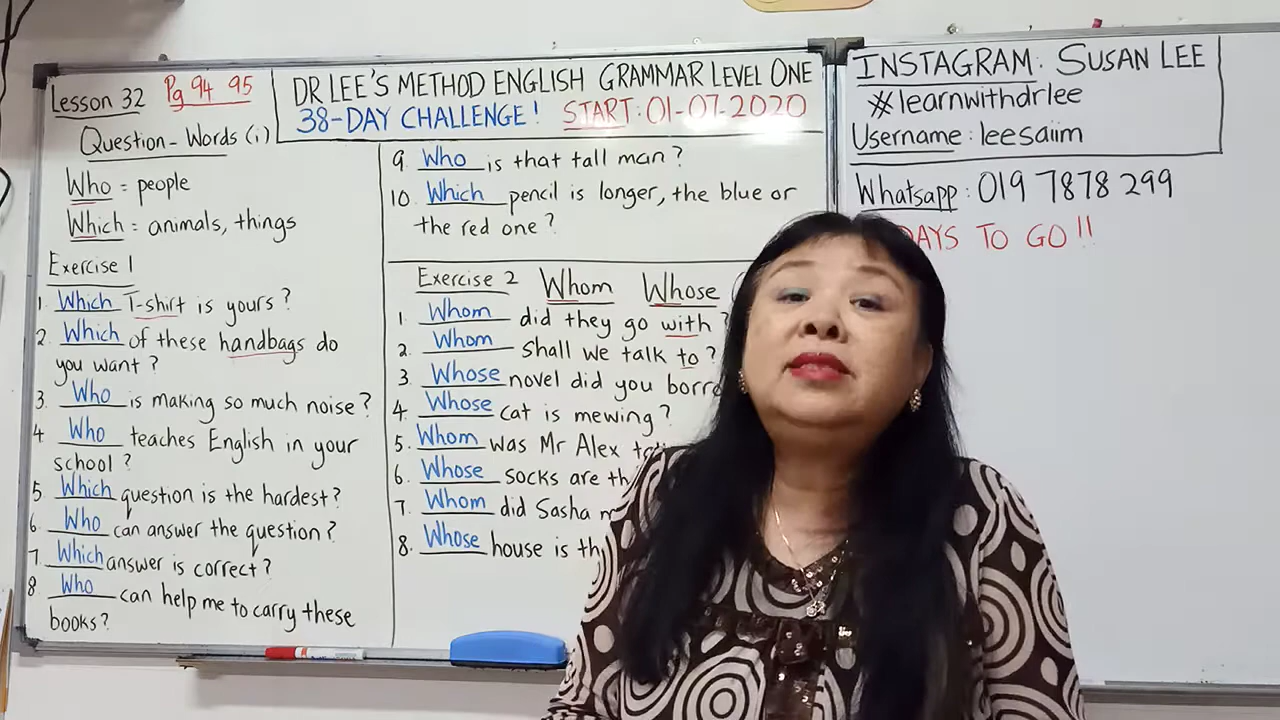 Lesson 32 Pg 94 95
DR LEE'S METHOD ENGLISH GRAMMAR LEVEL ONE
38-DAY CHALLENGE! START: 01-07-2020
Question-Words (i)
Who = people
Which = animals, things
Exercise 1
1. Which T-shirt is yours?
2. Which of these handbags do
you want?
3. Who is making so much noise?
4 Who teaches English in your
school?
5. Which question is the hardest?
6. Who can answer the question?
7. Which answer is correct?
8 Who can help me to carry these
books?
9. Who is that tall man?
10. Which pencil is longer, the blue or
the red one?
Exercise 2 Whom Whose
1. Whom did they go with?
2. Whom shall we talk to?
3. Whose novel did you
4. Whose cat is mewing?
5. Whom was Mr Alex
6. Whose socks are
7. Whom did Sasha
8. Whose house is
INSTAGRAM: SUSAN LEE
#learnwithdrlee
Username: leesaiim
Whatsapp: 019 7878 299
DAYS TO GO!!